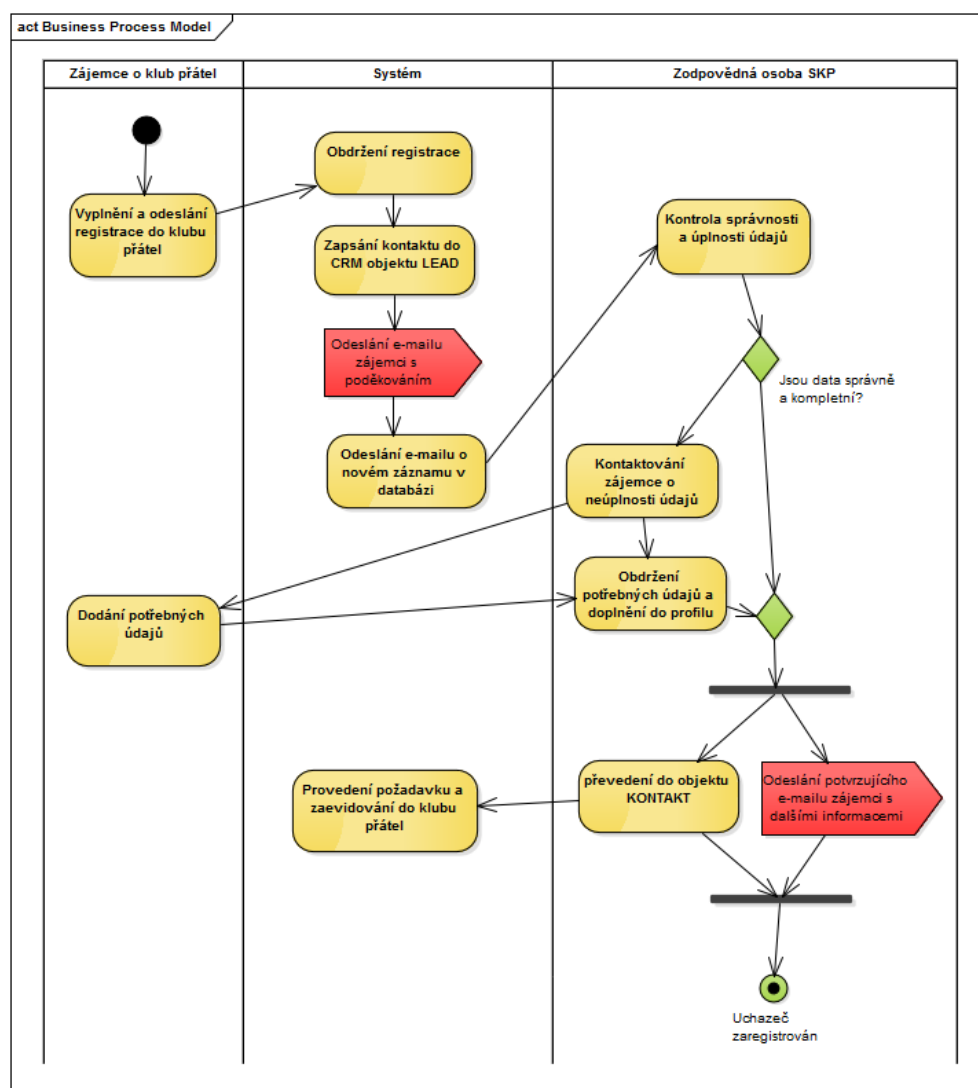 act Business Process Model
Zájemce o klub přátel
Systém
Zodpovědná osoba SKP
Obdržení registrace
Vyplnění a odeslání
registrace do klubu
přátel
Kontrola správnosti
a úplnosti údajů
Zapsání kontaktu do
CRM objektu LEAD
Odeslání e-mailu
zájemci s
poděkováním
Jsou data správně
a kompletní?
Odeslání e-mailu o
novém záznamu v
databázi
Kontaktování
zájemce o
neúplnosti údajů
Obdržení
potřebných údajů a
doplnění do profilu
Dodání potřebných
údajů
Provedení požadavku a
zaevidování do klubu
přátel
převedení do objektu
KONTAKT
Odeslání potvrzujícího
e-mailu zájemci s
dalšími informacemi
Uchazeč
zaregistrován